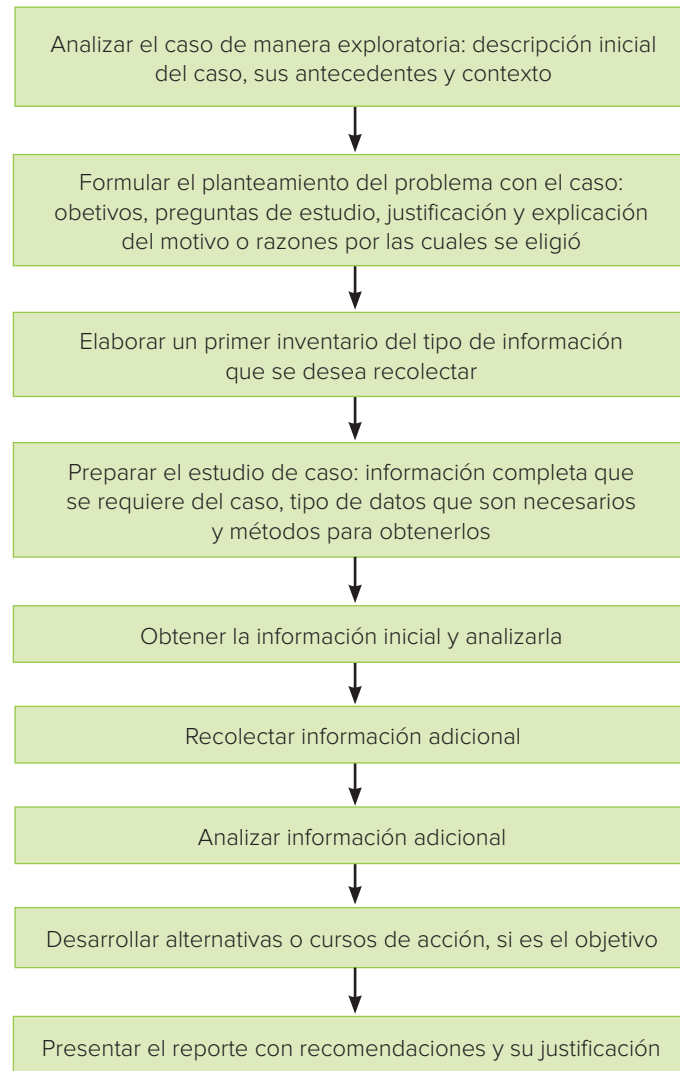 Analizar el caso de manera exploratoria: descripción inicial
del caso, sus antecedentes y contexto
Formular el planteamiento del problema con el caso:
obetivos, preguntas de estudio, justificación y explicación
del motivo o razones por las cuales se eligió
Elaborar un primer inventario del tipo de información
que se desea recolectar
Preparar el estudio de caso: información completa que
se requiere del caso, tipo de datos que son necesarios
y métodos para obtenerlos
Obtener la información inicial y analizarla
Recolectar información adicional
Analizar información adicional
Desarrollar alternativas o cursos de acción, si es el objetivo
Presentar el reporte con recomendaciones y su justificación